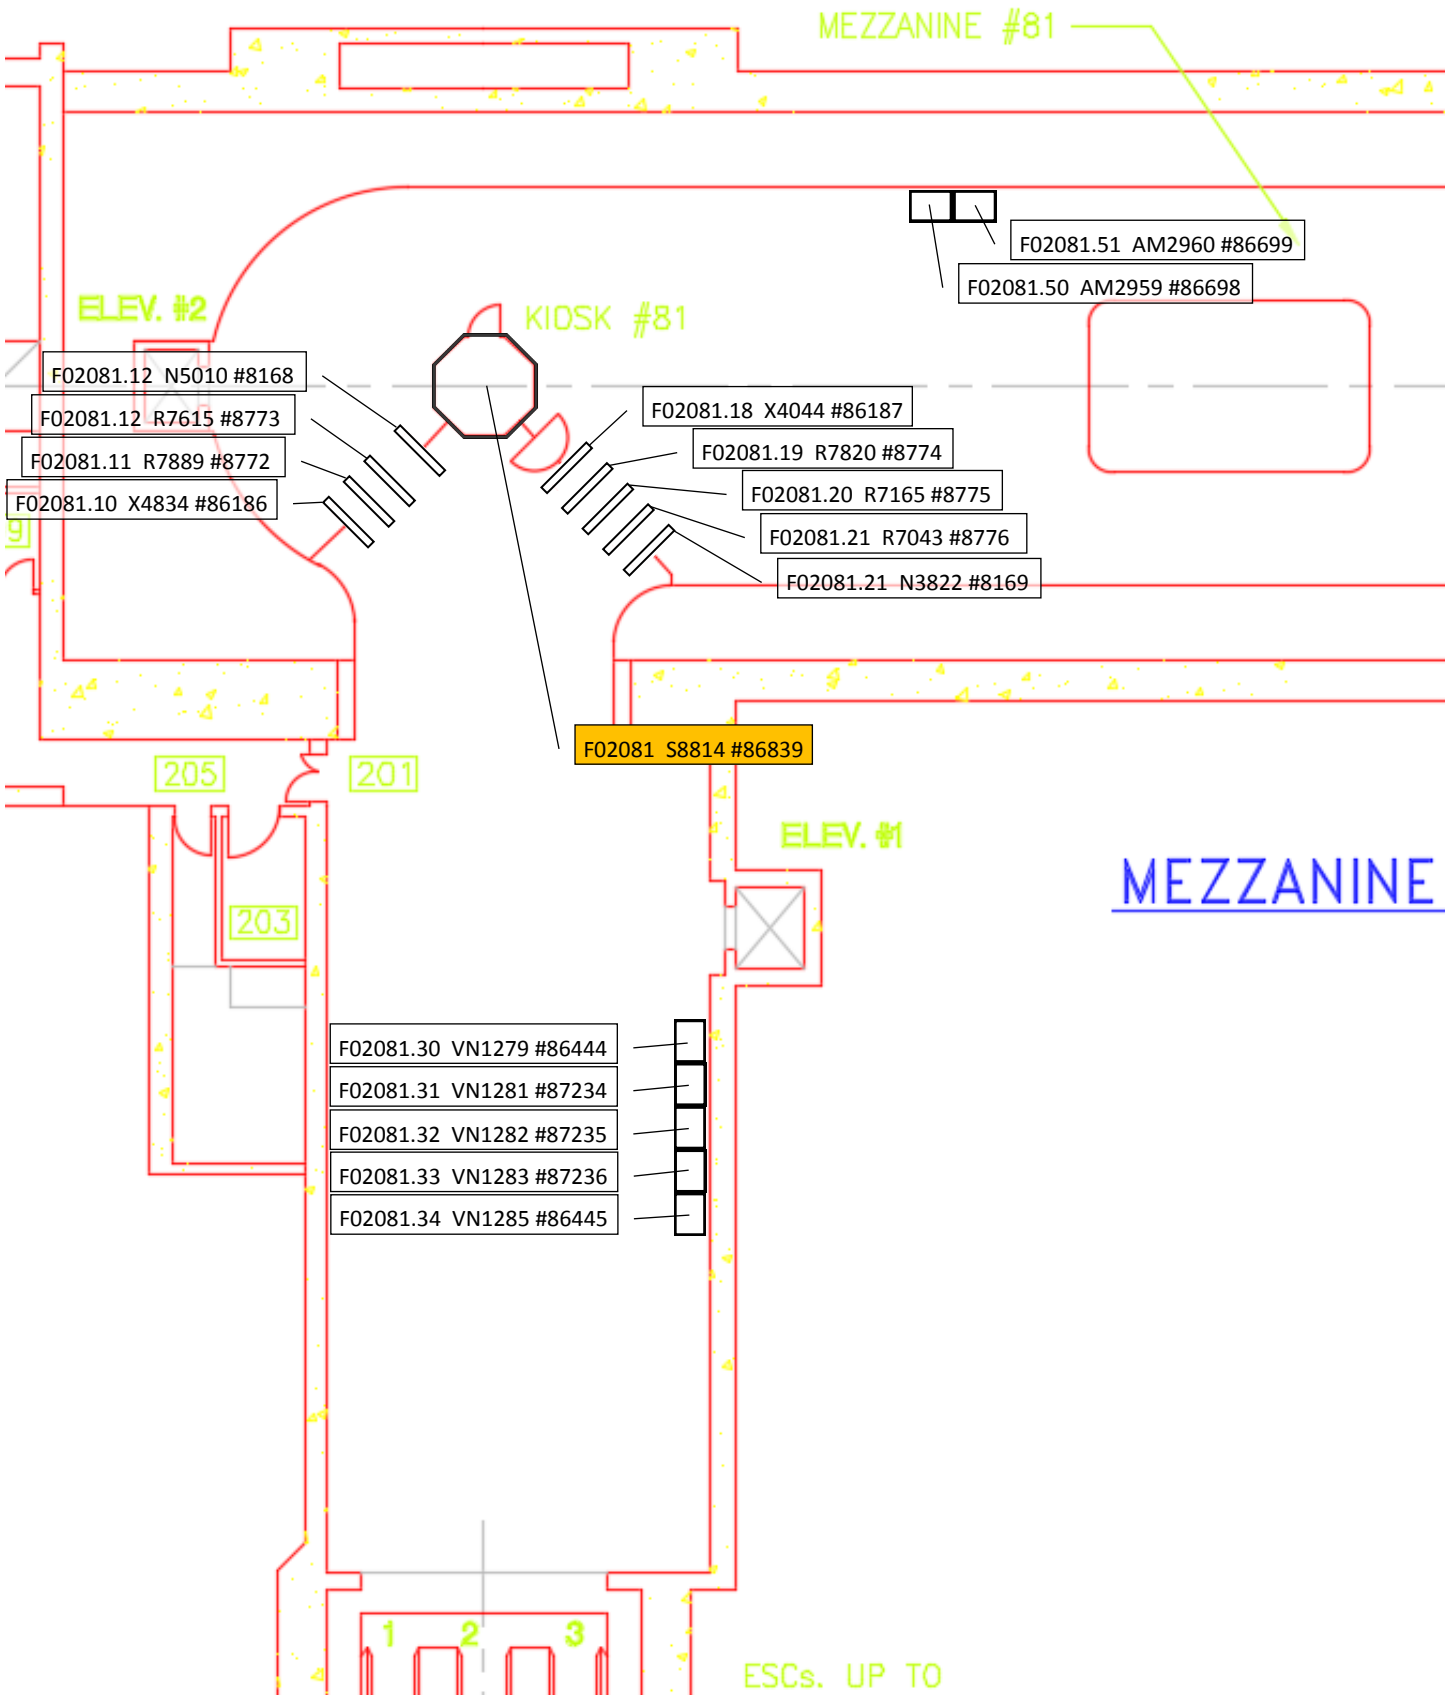 MEZZANINE #81
F02081.51 AM2960 #86699
F02081.50 AM2959 #86698
ELEV. #2
KIOSK #81
F02081.12 N5010 #8168
F02081.12 R7615 #8773
F02081.11 R7889 #8772
F02081.10 X4834 #86186
F02081.18 X4044 #86187
F02081.19 R7820 #8774
F02081.20 R7165 #8775
F02081.21 R7043 #8776
F02081.21 N3822 #8169
9
F02081 S8814 #86839
205
201
ELEV. #1
MEZZANINE
203
F02081.30 VN1279 #86444
F02081.31 VN1281 #87234
F02081.32 VN1282 #87235
F02081.33 VN1283 #87236
F02081.34 VN1285 #86445
1 2 3
ESCs. UP TO